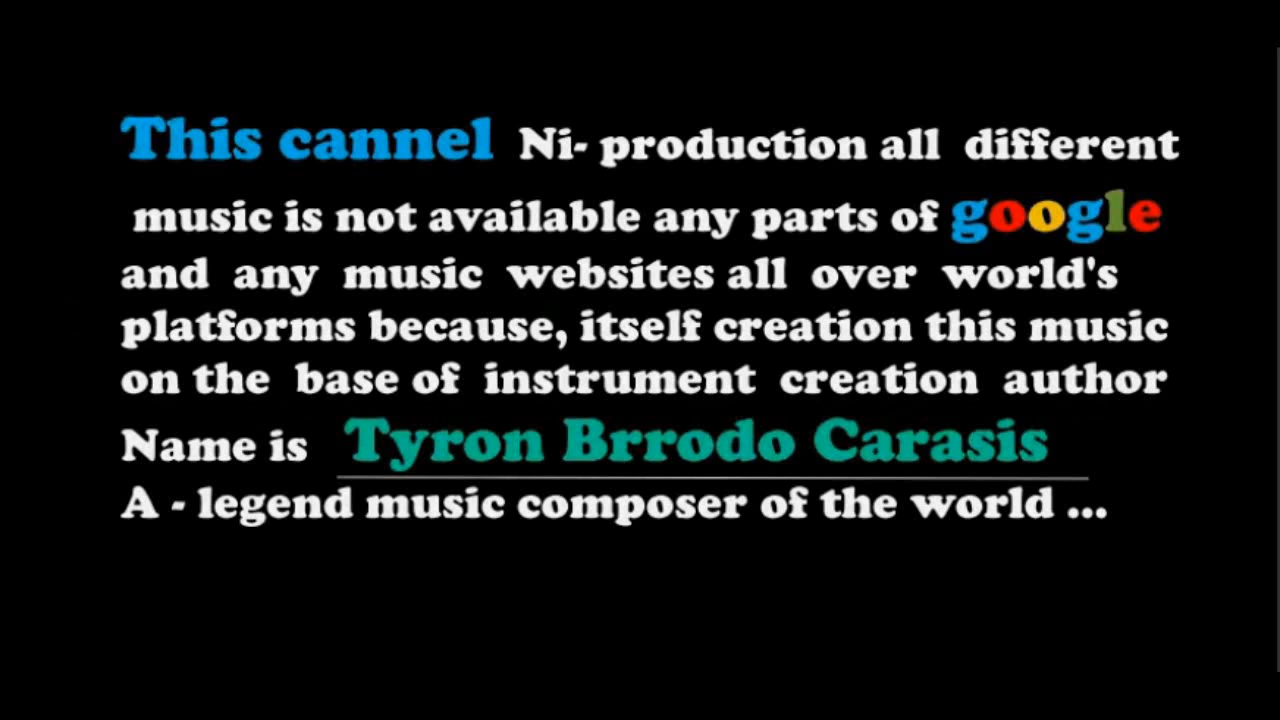 This cannel Ni- production all different
music is not available any parts of google
and any music websites all over world's
platforms because, itself creation this music
on the base of instrument creation author
Name is Tyron Brrodo Carasis
A - legend music composer of the world ...